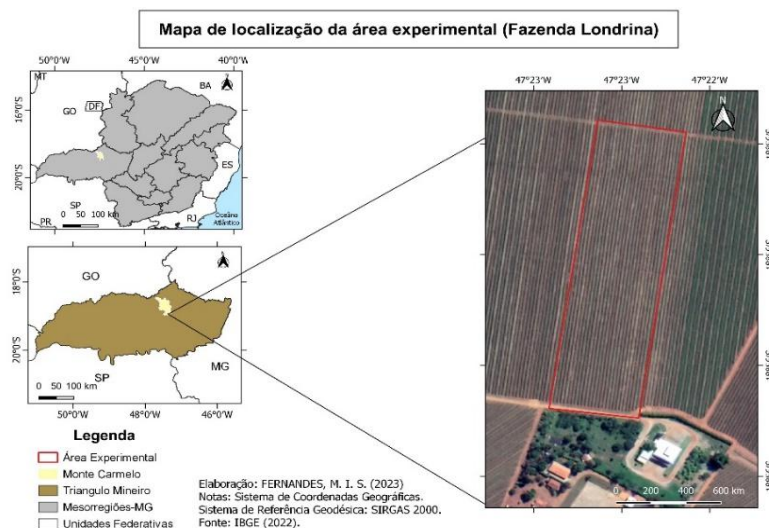 Mapa de localização da área experimental (Fazenda Londrina)
50°0'O 44°0'O 40°0'O
MT
BA
GO
DF
16°0'S
20°0'S
ES
SP
0 50 100 km
RJ
Oceano
Atlântico
PR
GO
18°0'S
20°0'S
SP
MG
0 50 100 km
50°0'O 48°0'O 46°0'O
47°23'O 47°23'O 47°22'O
N
0 200 400 600 km
Legenda
Área Experimental
Monte Carmelo
Triangulo Mineiro
Mesorregiões-MG
Unidades Federativas
Elaboração: FERNANDES, M. I. S. (2023)
Notas: Sistema de Coordenadas Geográficas.
Sistema de Referência Geodésica: SIRGAS 2000.
Fonte: IBGE (2022).